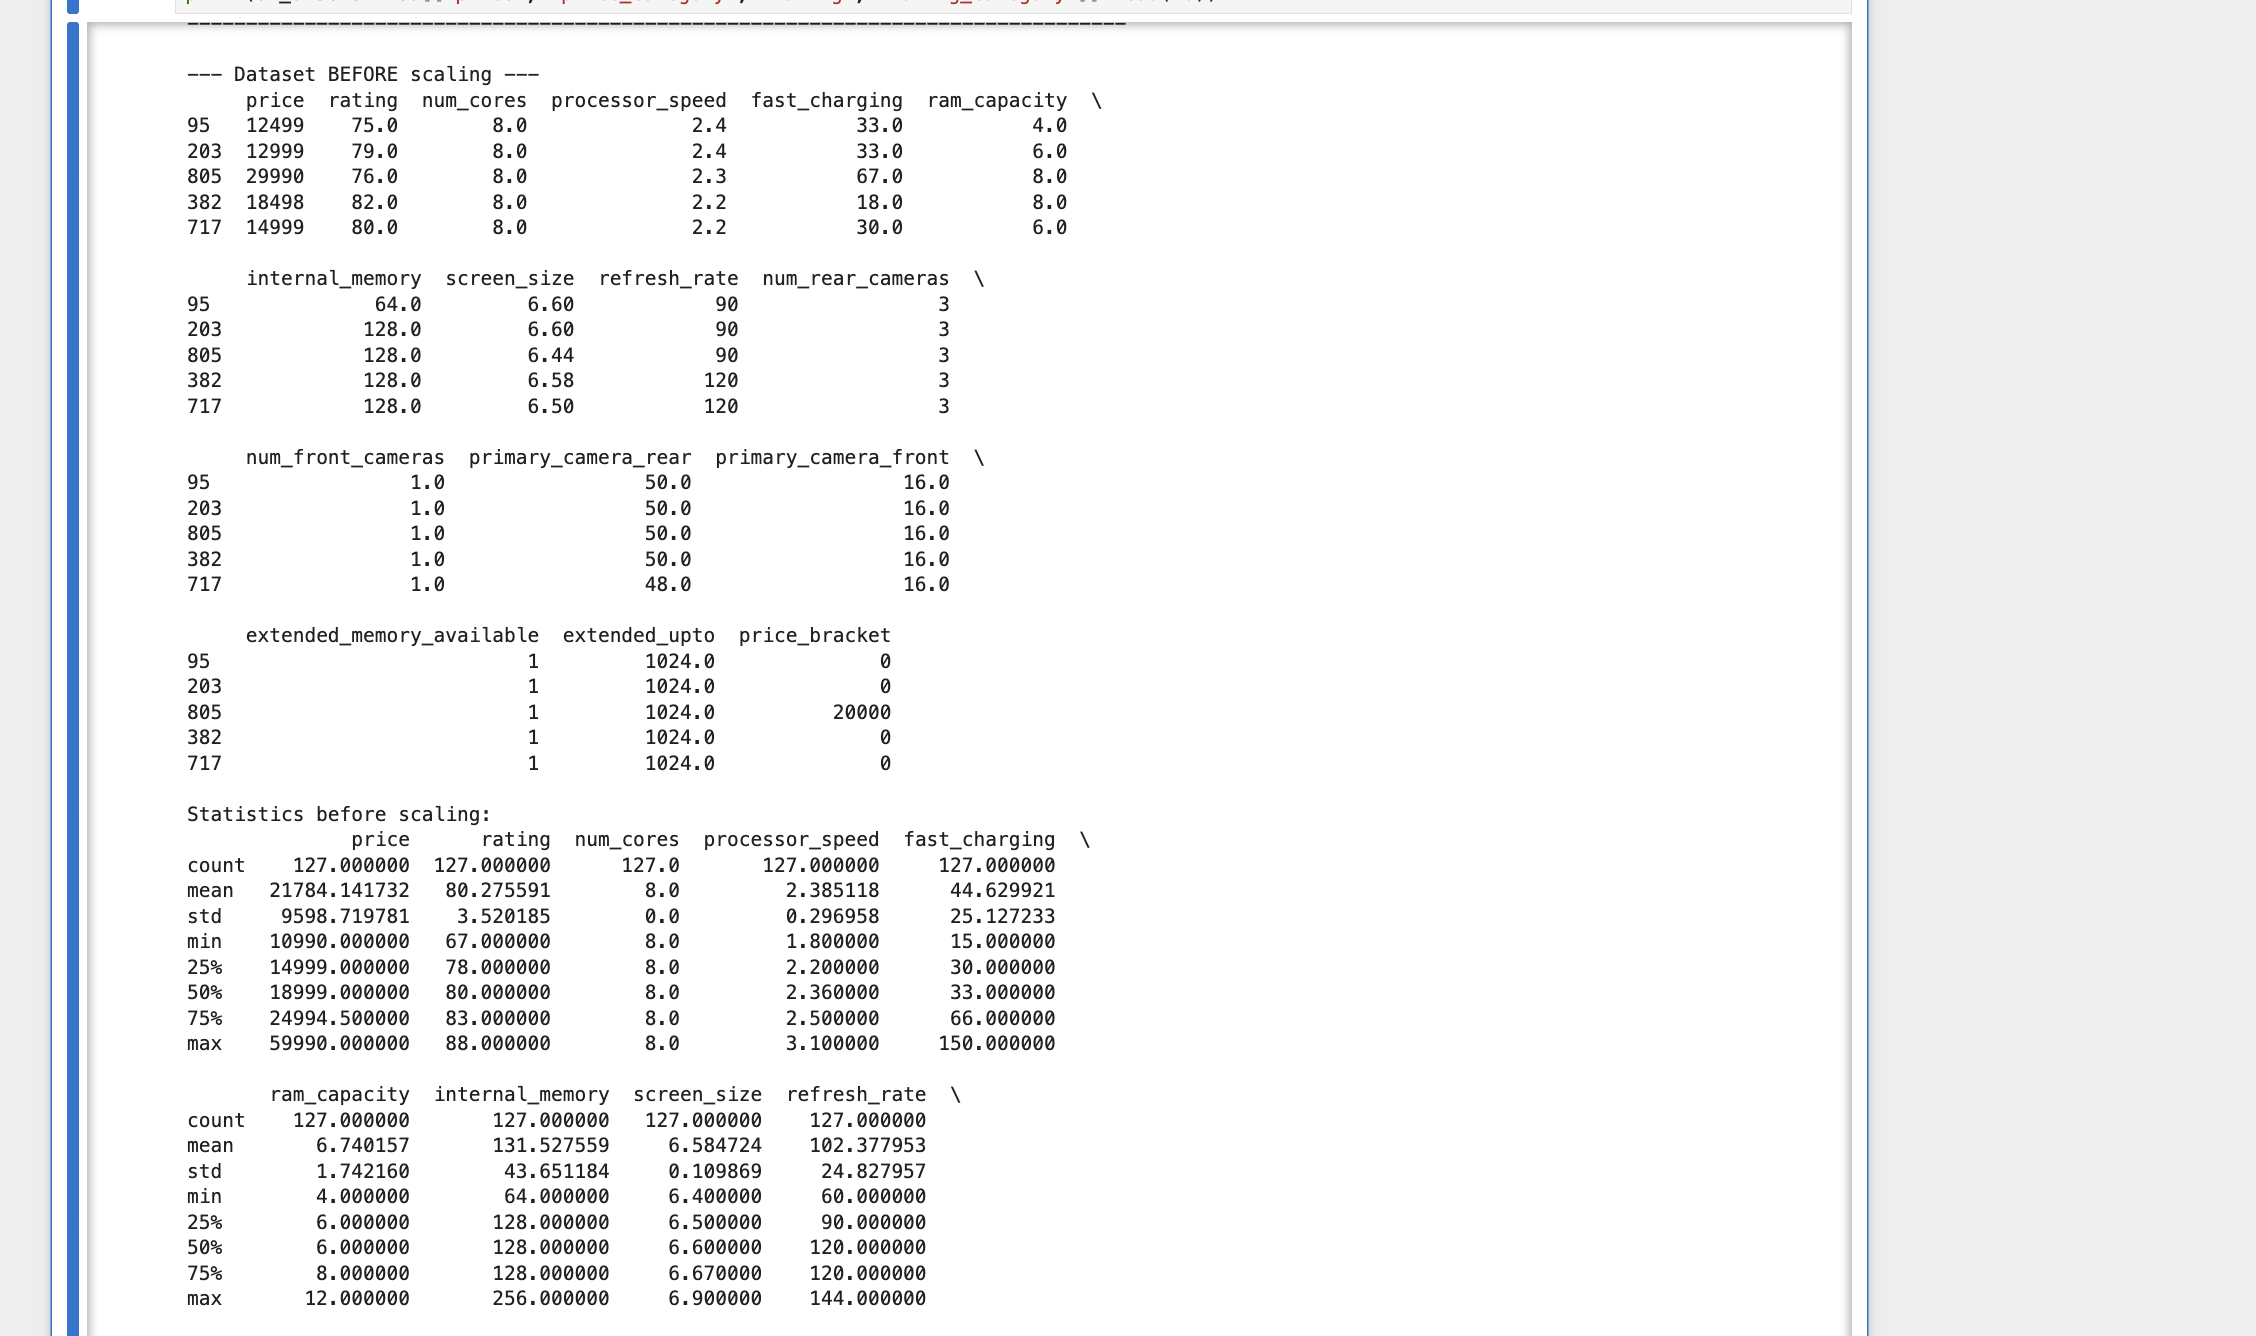 --- Dataset BEFORE scaling ---
     price  rating  num_cores  processor_speed  fast_charging  ram_capacity  \
95   12499    75.0        8.0              2.4           33.0           4.0
203  12999    79.0        8.0              2.4           33.0           6.0
805  29990    76.0        8.0              2.3           67.0           8.0
382  18498    82.0        8.0              2.2           18.0           8.0
717  14999    80.0        8.0              2.2           30.0           6.0
     internal_memory  screen_size  refresh_rate  num_rear_cameras  \
95              64.0         6.60            90                 3
203            128.0         6.60            90                 3
805            128.0         6.44            90                 3
382            128.0         6.58           120                 3
717            128.0         6.50           120                 3
     num_front_cameras  primary_camera_rear  primary_camera_front  \
95                 1.0                 50.0                  16.0
203                1.0                 50.0                  16.0
805                1.0                 50.0                  16.0
382                1.0                 50.0                  16.0
717                1.0                 48.0                  16.0
     extended_memory_available  extended_upto  price_bracket
95                           1         1024.0              0
203                          1         1024.0              0
805                          1         1024.0          20000
382                          1         1024.0              0
717                          1         1024.0              0
Statistics before scaling:
              price      rating  num_cores  processor_speed  fast_charging  \
count    127.000000  127.000000      127.0       127.000000     127.000000
mean   21784.141732   80.275591        8.0         2.385118      44.629921
std     9598.719781    3.520185        0.0         0.296958      25.127233
min    10990.000000   67.000000        8.0         1.800000      15.000000
25%    14999.000000   78.000000        8.0         2.200000      30.000000
50%    18999.000000   80.000000        8.0         2.360000      33.000000
75%    24994.500000   83.000000        8.0         2.500000      66.000000
max    59990.000000   88.000000        8.0         3.100000     150.000000
       ram_capacity  internal_memory  screen_size  refresh_rate  \
count    127.000000       127.000000   127.000000    127.000000
mean       6.740157       131.527559     6.584724    102.377953
std        1.742160        43.651184     0.109869     24.827957
min        4.000000        64.000000     6.400000     60.000000
25%        6.000000       128.000000     6.500000     90.000000
50%        6.000000       128.000000     6.600000    120.000000
75%        8.000000       128.000000     6.670000    120.000000
max       12.000000       256.000000     6.900000    144.000000